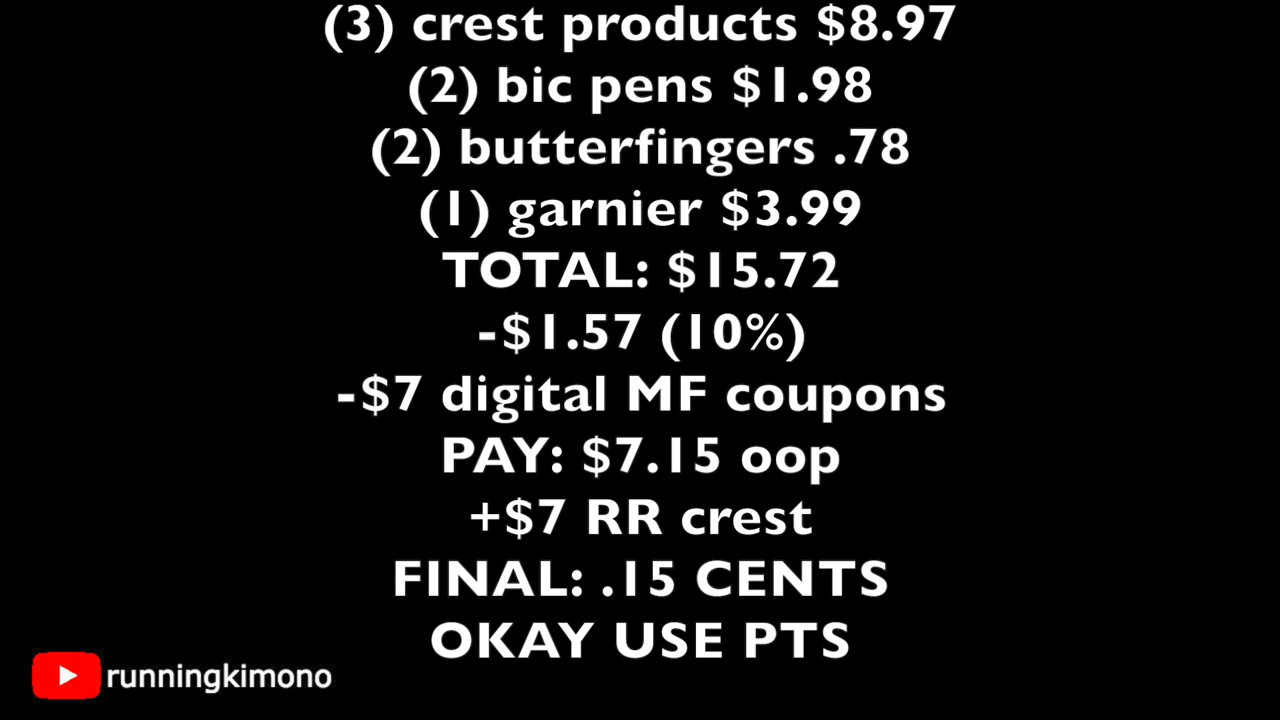 (3) crest products $8.97
(2) bic pens $1.98
(2) butterfingers .78
(1) garnier $3.99
TOTAL: $15.72
-$1.57 (10%)
-$7 digital MF coupons
PAY: $7.15 oop
+$7 RR crest
FINAL: .15 CENTS
OKAY USE PTS
runningkimono